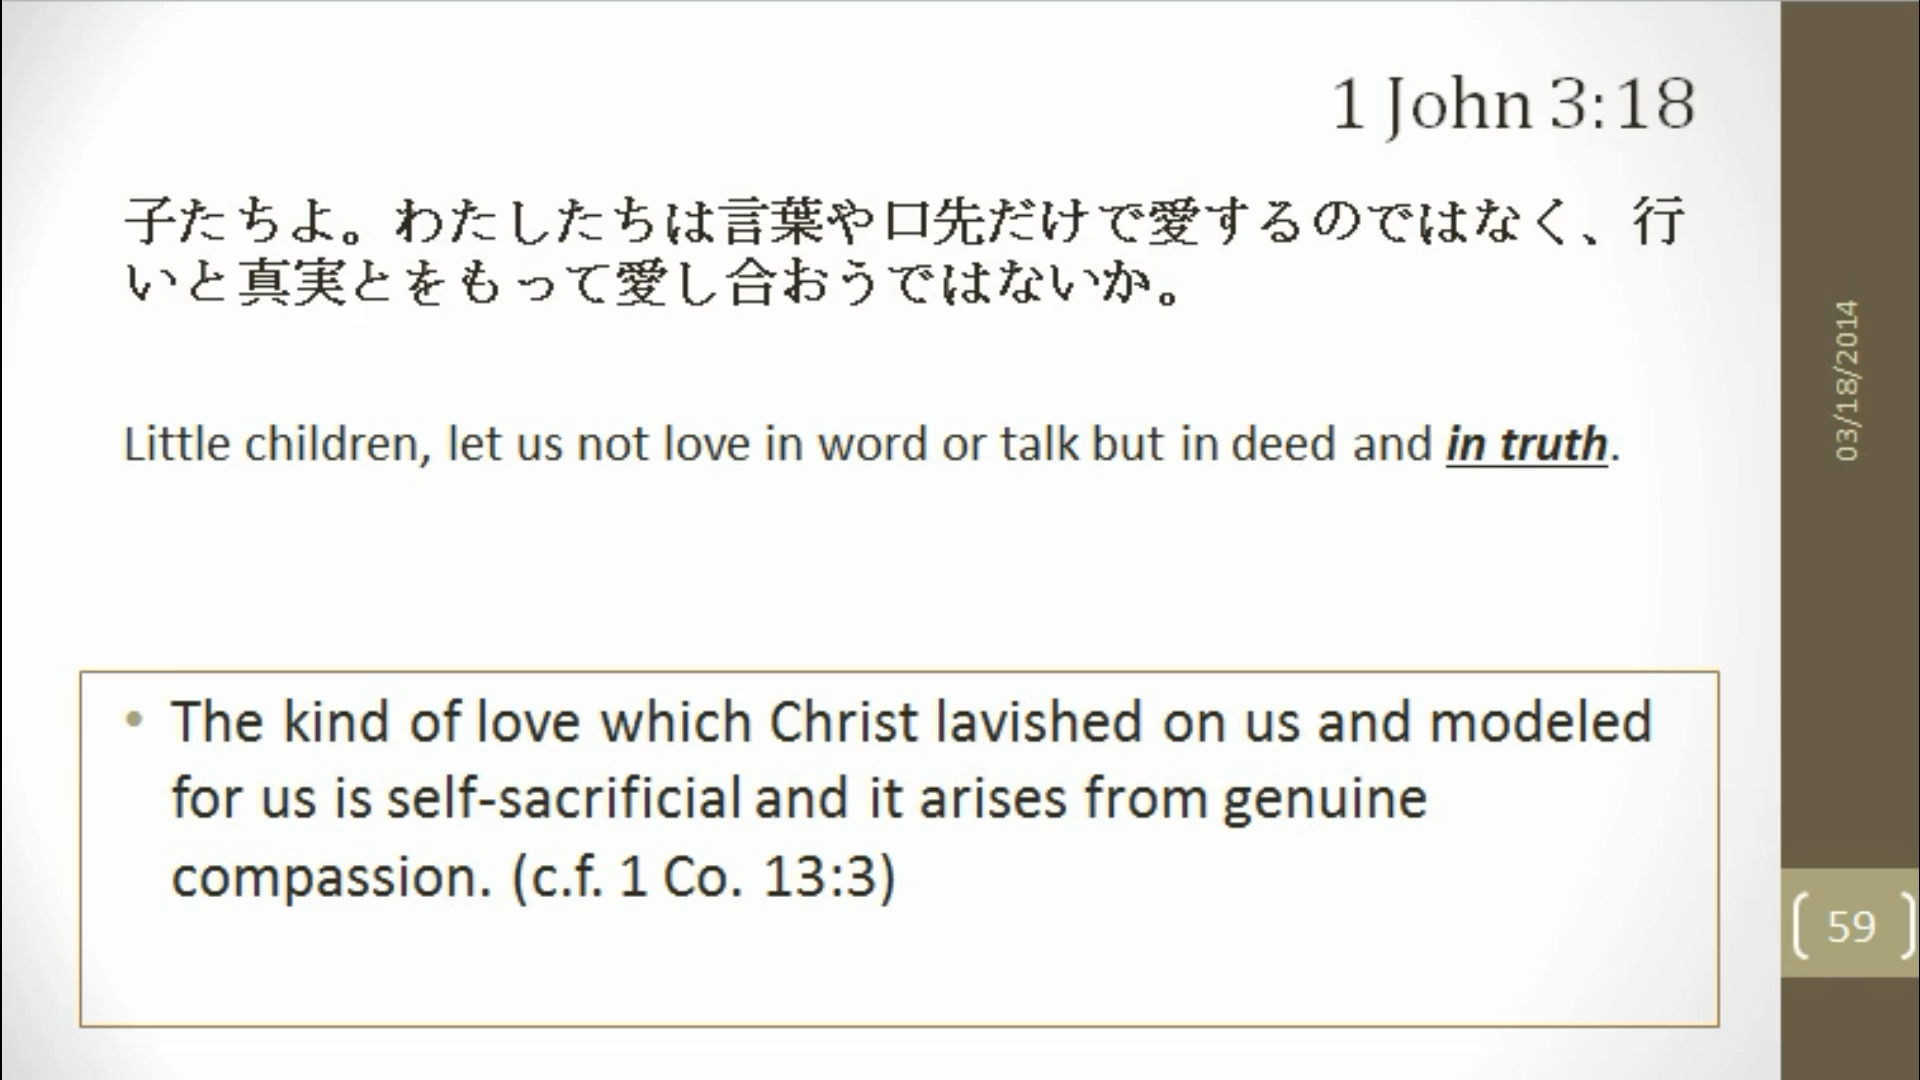 1 John 3:18
子たちよ。わたしたちは言葉や口先だけで愛するのではなく、行
いと真実とをもって愛し合おうではないか。
Little children, let us not love in word or talk but in deed and in truth.
• The kind of love which Christ lavished on us and modeled
for us is self-sacrificial and it arises from genuine
compassion. (c.f. 1 Co. 13:3)
03/18/2014
59